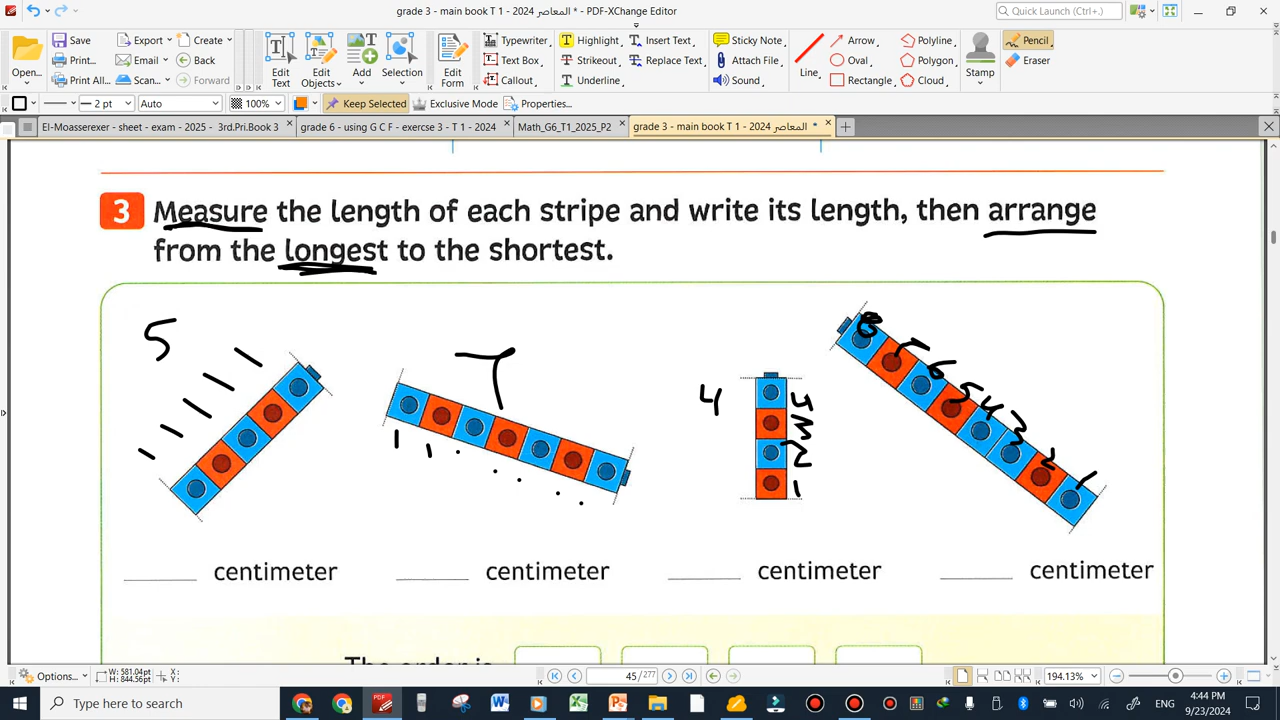 grade 3 - main book T 1 - 2024 المعاصر * - PDF-XChange Editor
Quick Launch (Ctrl+.)
Open...
Save
Print...
Print All...
Export
Email
Scan...
Create
Back
Forward
Edit Text
Edit Objects
Add
Selection
Typewriter
Text Box
Callout
Highlight
Strikeout
Underline
Insert Text
Replace Text
Edit Form
Sticky Note
Attach File
Sound
Line
Arrow
Oval
Rectangle
Polyline
Polygon
Cloud
Stamp
Pencil
Eraser
2 pt
Auto
100%
Keep Selected
Exclusive Mode
Properties...
El-Moasserexer - sheet - exam - 2025 - 3rd.Pri.Book 3
grade 6 - using G C F - exercse 3 - T 1 - 2024
Math_G6_T1_2025_P2
grade 3 - main book T 1 - 2024 المعاصر *
3 Measure the length of each stripe and write its length, then arrange
from the longest to the shortest.
5
4
8
6 5 4 3 2 1
3
2
1
centimeter centimeter centimeter centimeter
The order is
Options...
W: 581.04pt
H: 844.56pt
X:
Y:
45 / 277
194.13%
Type here to search
ENG
4:44 PM
9/23/2024